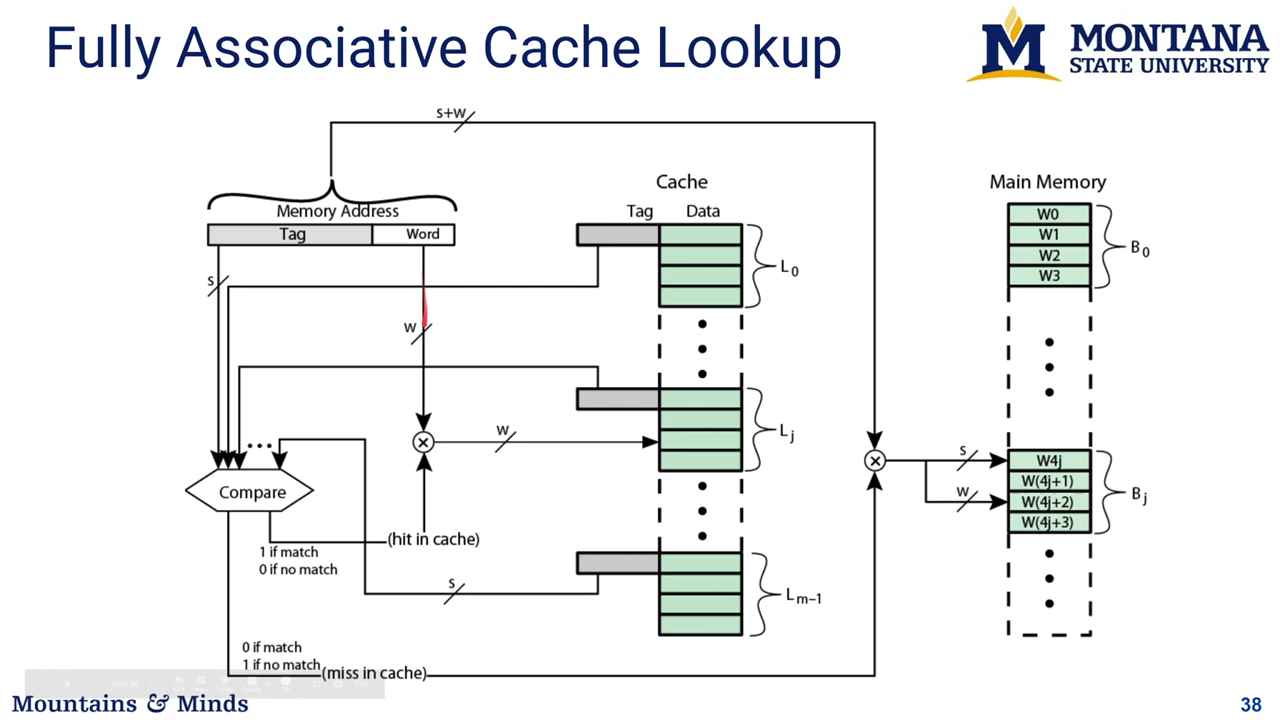 Fully Associative Cache Lookup
MONTANA
STATE UNIVERSITY
s+w
Cache
Main Memory
Memory Address
Tag
Data
Tag
Word
W0
W1
W2
W3
B0
L0
s
w
Lj
w
s
W4j
W(4j+1)
W(4j+2)
W(4j+3)
Bj
w
Compare
(hit in cache)
1 if match
0 if no match
s
Lm–1
0 if match
1 if no match
(miss in cache)
Mountains & Minds
38